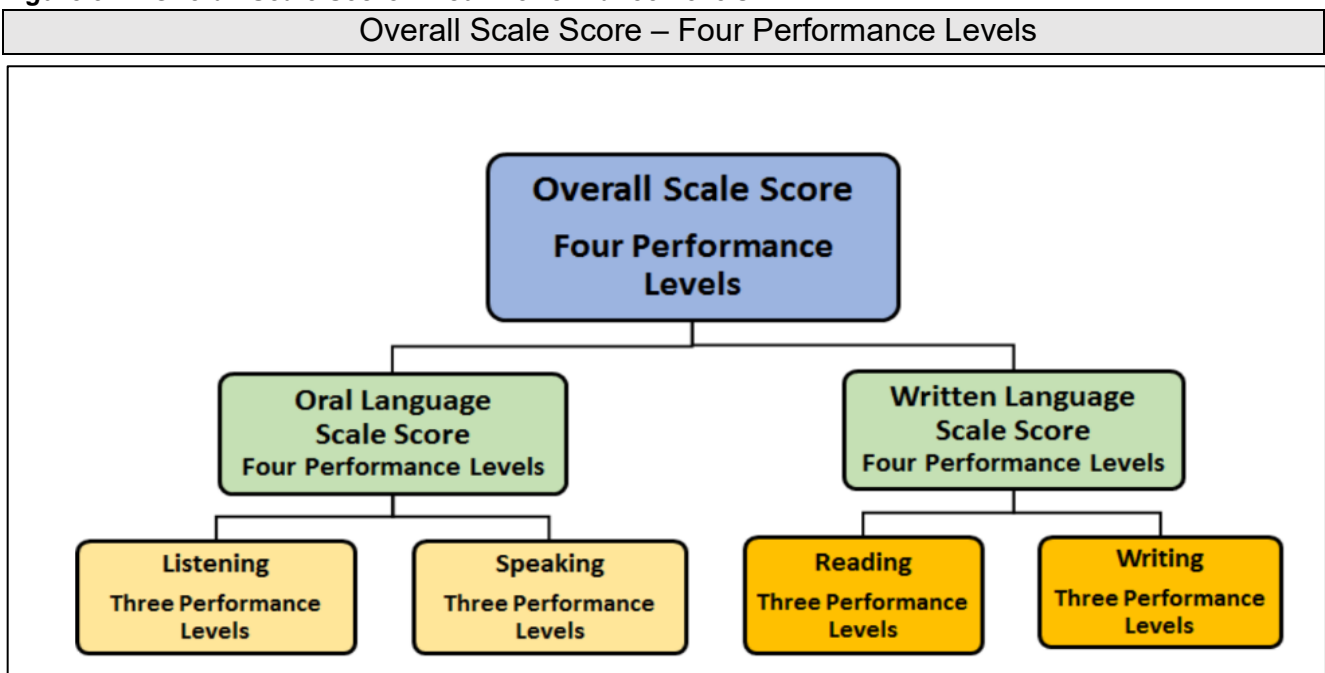 Overall Scale Score – Four Performance Levels
Overall Scale Score
Four Performance
Levels
Oral Language
Scale Score
Four Performance Levels
Written Language
Scale Score
Four Performance Levels
Listening
Three Performance
Levels
Speaking
Three Performance
Levels
Reading
Three Performance
Levels
Writing
Three Performance
Levels